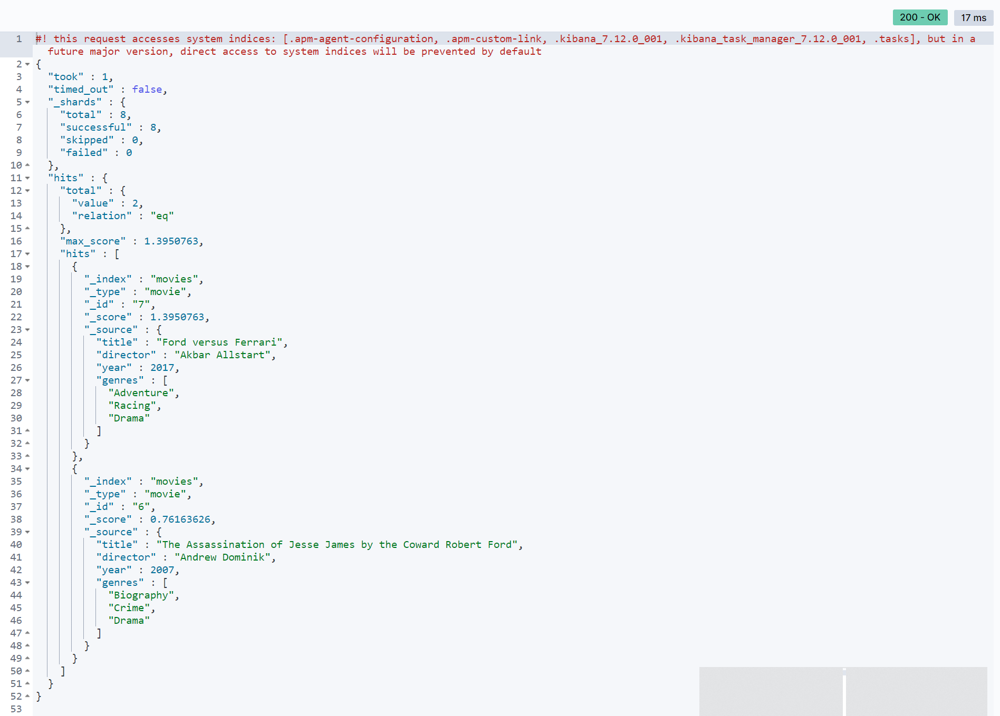 200 - OK 17 ms
1 #! this request accesses system indices: [.apm-agent-configuration, .apm-custom-link, .kibana_7.12.0_001, .kibana_task_manager_7.12.0_001, .tasks], but in a
future major version, direct access to system indices will be prevented by default
2 {
3 "took" : 1,
4 "timed_out" : false,
5 "_shards" : {
6 "total" : 8,
7 "successful" : 8,
8 "skipped" : 0,
9 "failed" : 0
10 },
11 "hits" : {
12 "total" : {
13 "value" : 2,
14 "relation" : "eq"
15 },
16 "max_score" : 1.3950763,
17 "hits" : [
18 {
19 "_index" : "movies",
20 "_type" : "movie",
21 "_id" : "7",
22 "_score" : 1.3950763,
23 "_source" : {
24 "title" : "Ford versus Ferrari",
25 "director" : "Akbar Allstart",
26 "year" : 2017,
27 "genres" : [
28 "Adventure",
29 "Racing",
30 "Drama"
31 ]
32 }
33 },
34 {
35 "_index" : "movies",
36 "_type" : "movie",
37 "_id" : "6",
38 "_score" : 0.76163626,
39 "_source" : {
40 "title" : "The Assassination of Jesse James by the Coward Robert Ford",
41 "director" : "Andrew Dominik",
42 "year" : 2007,
43 "genres" : [
44 "Biography",
45 "Crime",
46 "Drama"
47 ]
48 }
49 }
50 ]
51 }
52 }
53